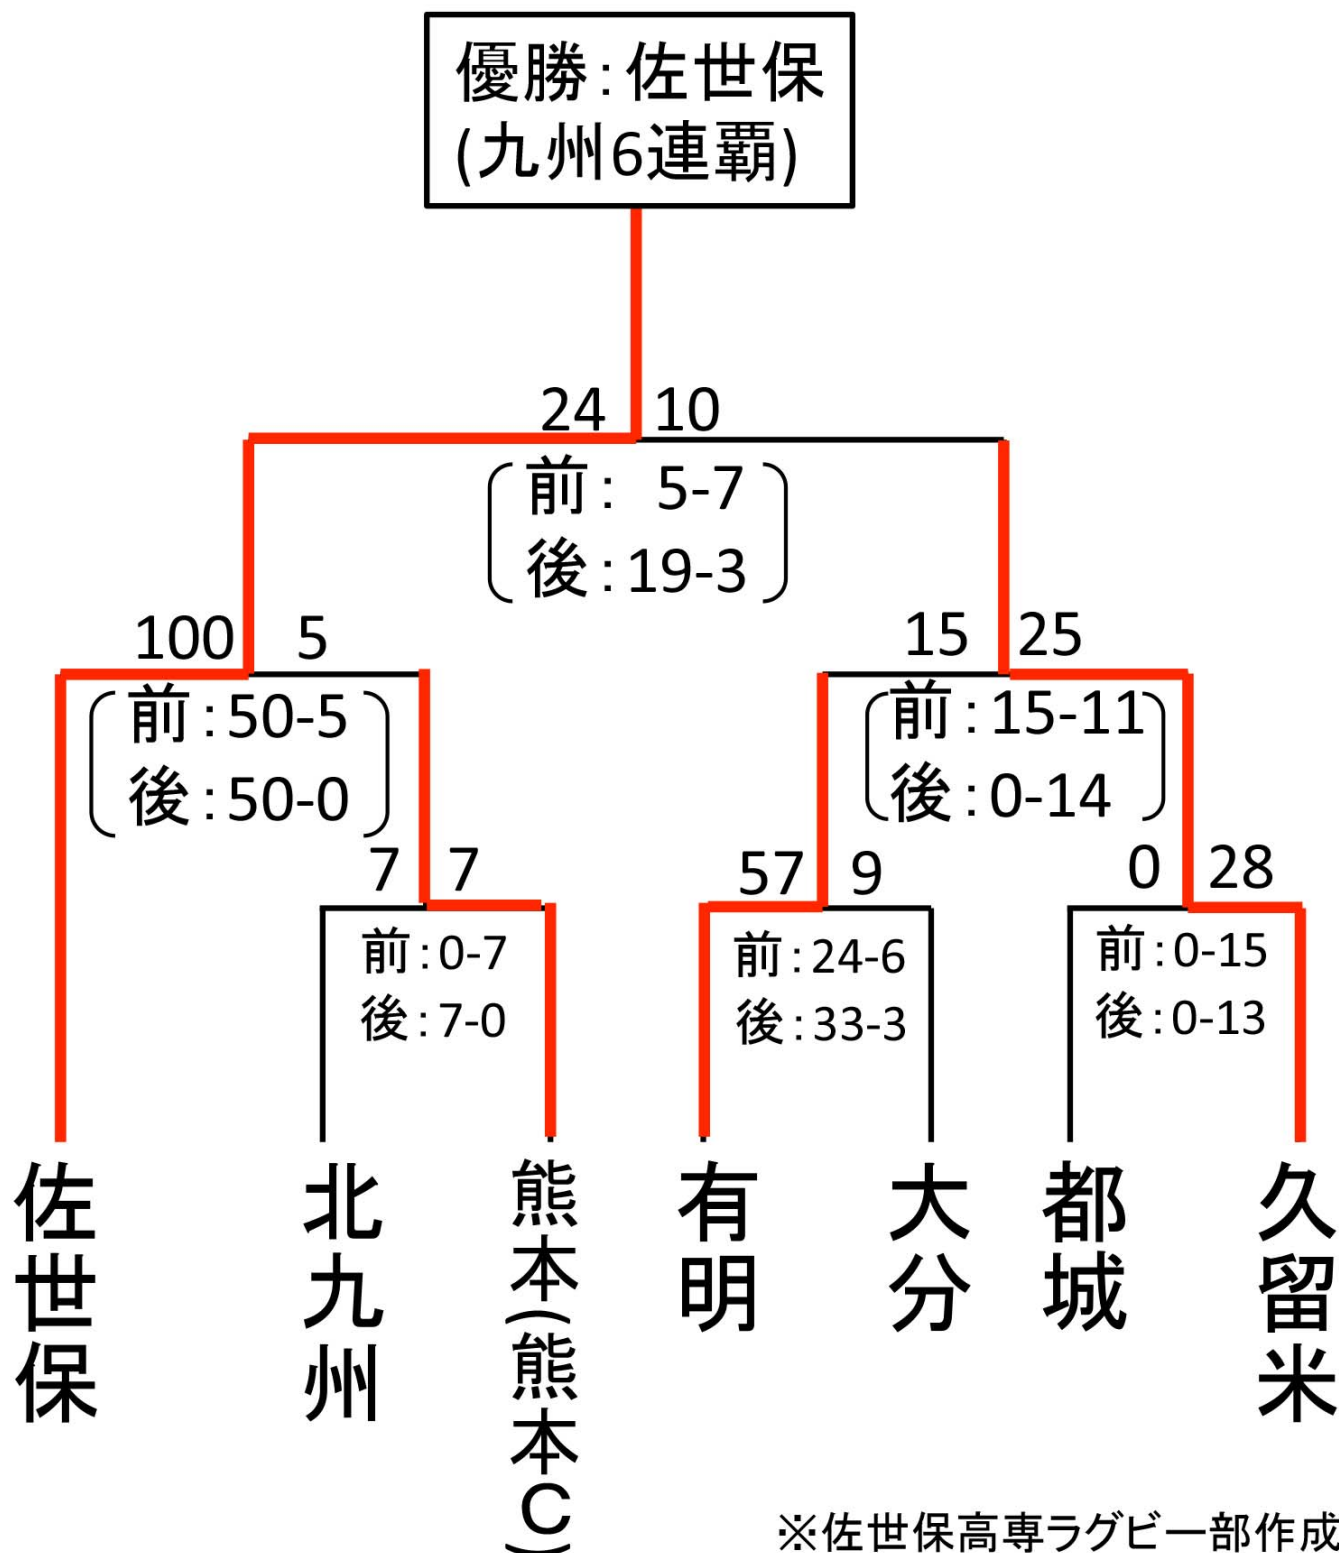 優勝：佐世保
(九州6連覇)
24 10
前： 5-7
後：19-3
100 5
前：50-5
後：50-0
15 25
前：15-11
後：0-14
7 7
前：0-7
後：7-0
57 9
前：24-6
後：33-3
0 28
前：0-15
後：0-13
佐世保
北九州
熊本(熊本C)
有明
大分
都城
久留米
※佐世保高専ラグビー部作成